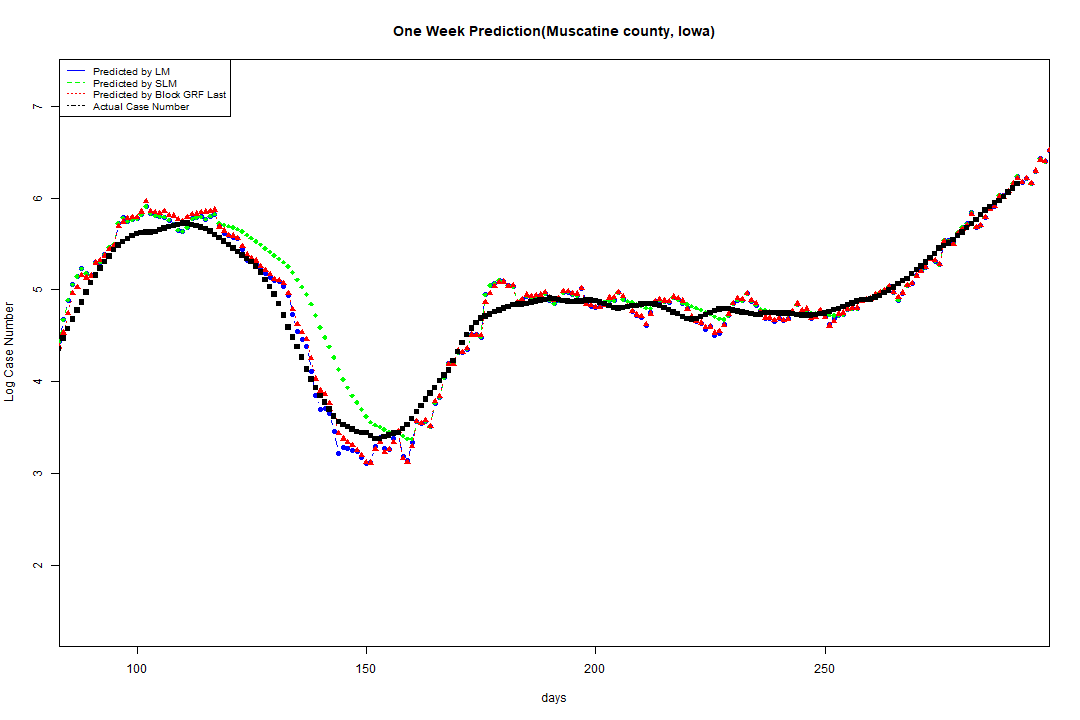 One Week Prediction(Muscatine county, Iowa)
Predicted by LM
Predicted by SLM
Predicted by Block GRF Last
Actual Case Number
7
6
5
4
3
2
Log Case Number
100 150 200 250
days